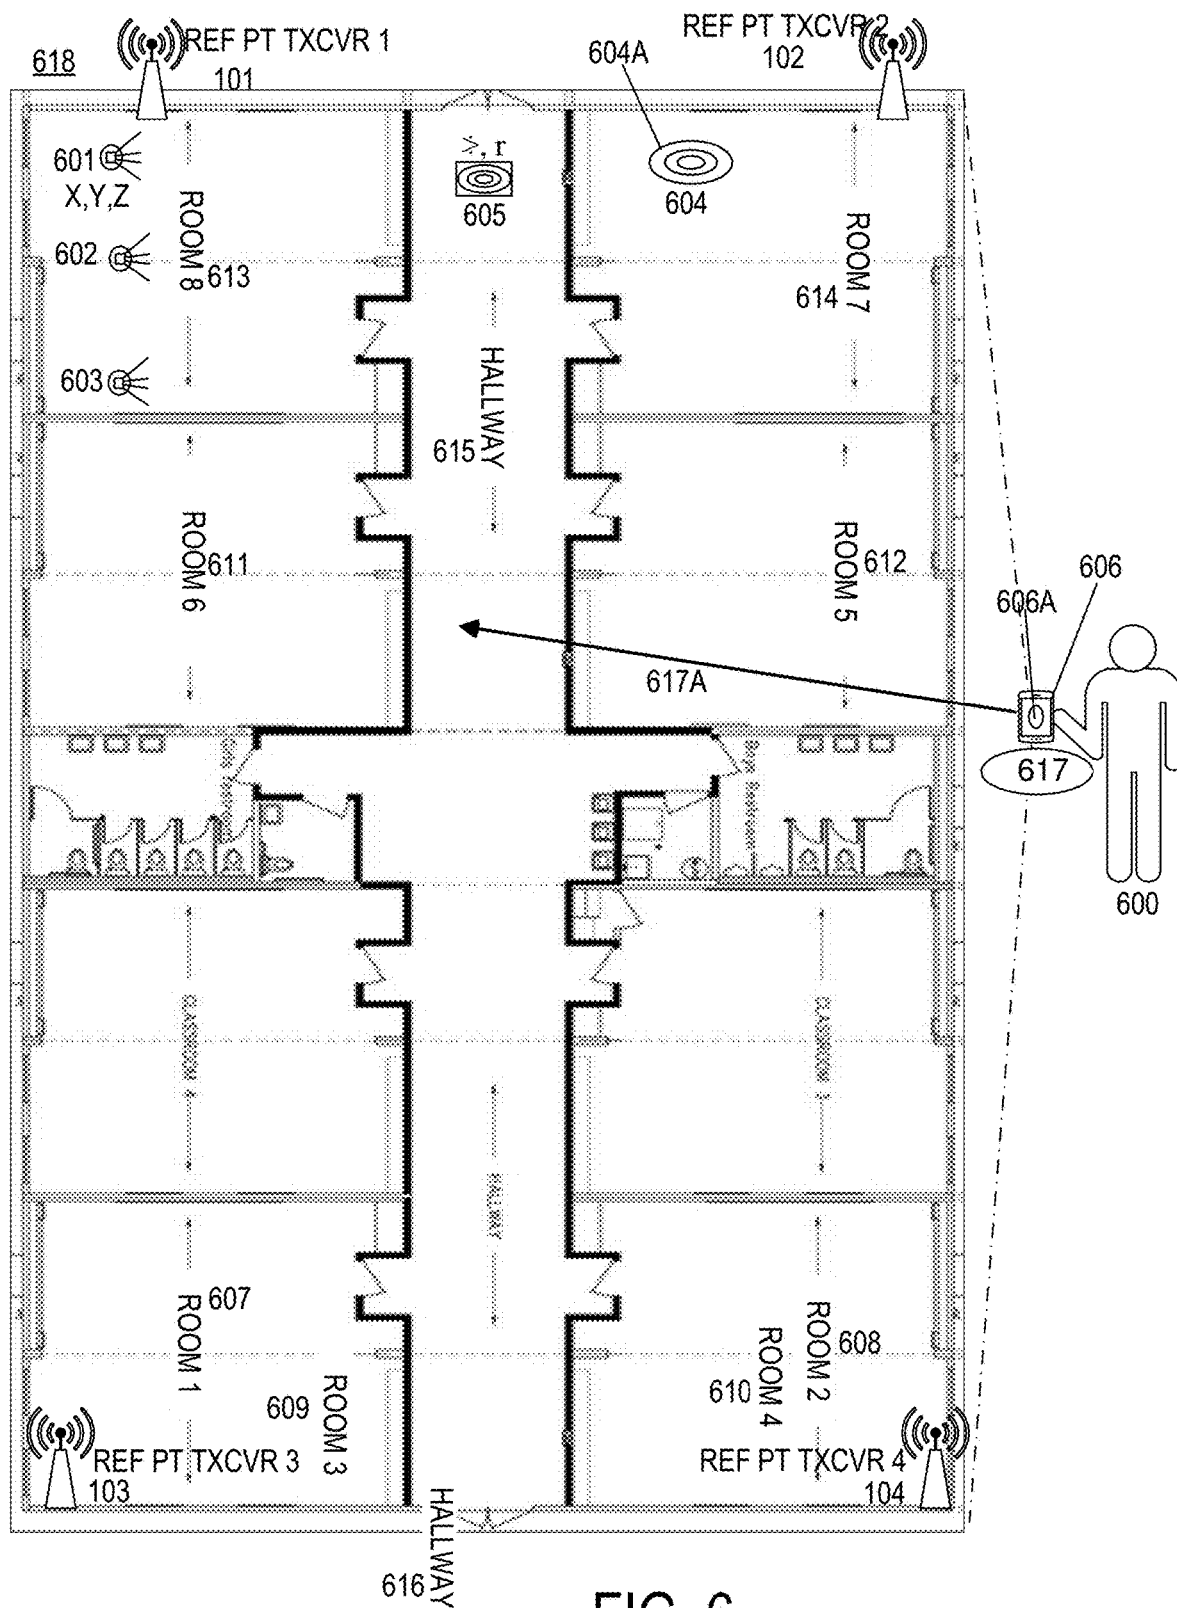 REF PT TXCVR 1
101
REF PT TXCVR 2
102
618
604A
601
X,Y,Z
602
603
ROOM 8
613
, r
605
604
ROOM 7
614
HALLWAY
615
ROOM 6
611
ROOM 5
612
606
606A
617A
617
600
HALLWAY
ROOM 1
607
ROOM 2
608
ROOM 3
609
ROOM 4
610
REF PT TXCVR 3
103
REF PT TXCVR 4
104
HALLWAY
616
FIG. 6